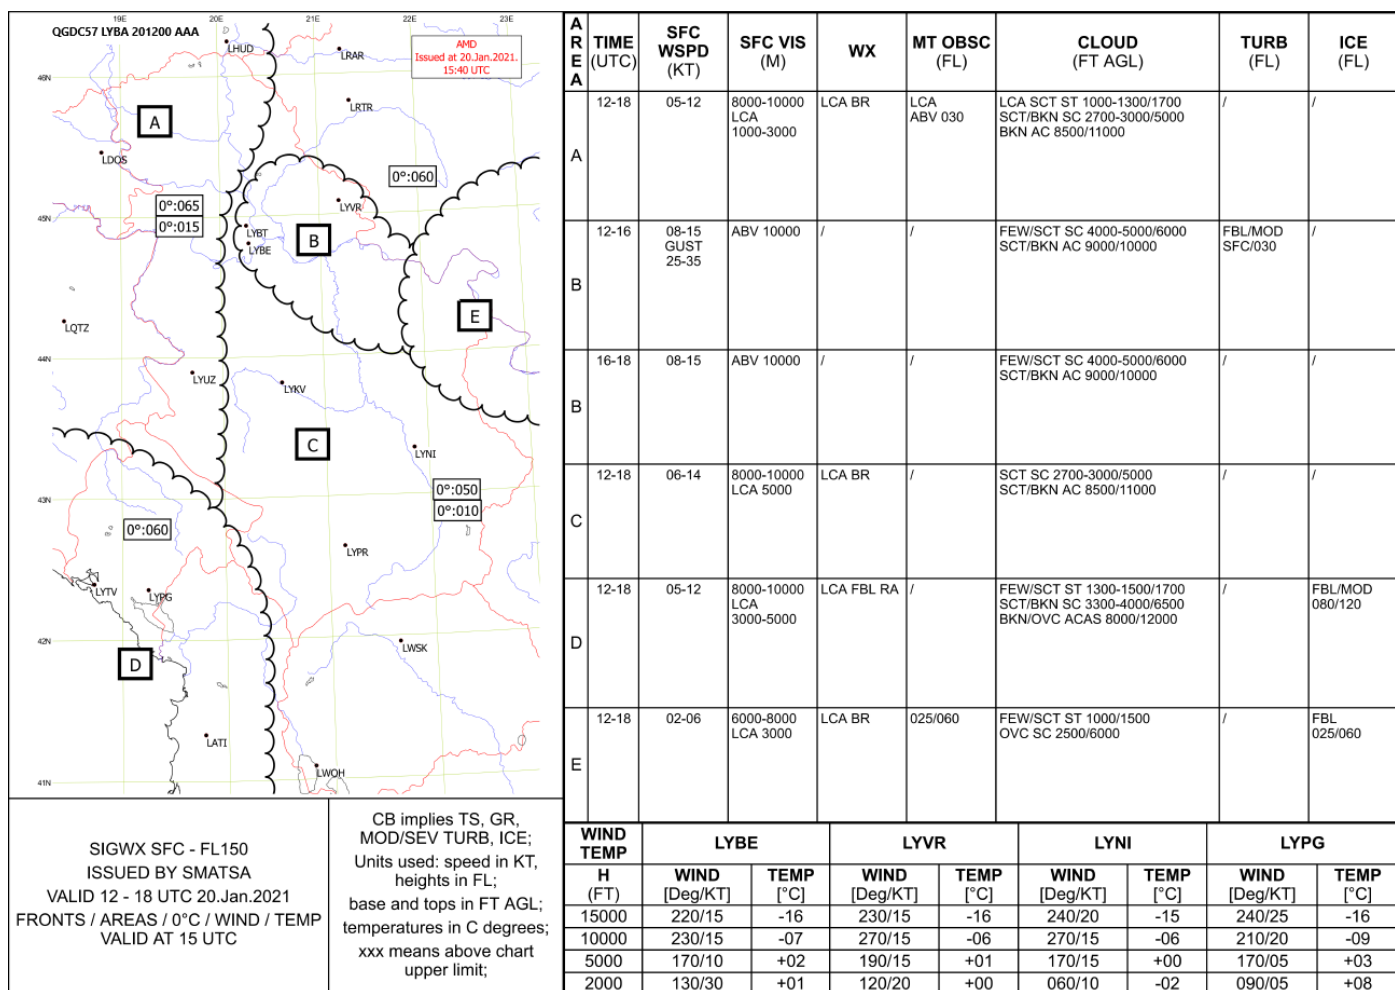 QGDC57 LYBA 201200 AAA
AMD
Issued at 20.Jan.2021.
15:40 UTC
19E
20E
21E
22E
23E
46N
45N
44N
43N
42N
41N
LHUD
LRAR
LRTR
A
LDOS
0°:060
0°:065
0°:015
LYVR
LYBT
LYBE
B
E
LQTZ
LYUZ
LYKV
C
LYNI
0°:050
0°:010
0°:060
LYPR
LYTV
LYPG
LWSK
D
LATI
LWOH
19E
20E
21E
22E
23E
SIGWX SFC - FL150
ISSUED BY SMATSA
VALID 12 - 18 UTC 20.Jan.2021
FRONTS / AREAS / 0°C / WIND / TEMP
VALID AT 15 UTC
CB implies TS, GR,
MOD/SEV TURB, ICE;
Units used: speed in KT,
heights in FL;
base and tops in FT AGL;
temperatures in C degrees;
xxx means above chart
upper limit;
AREA TIME (UTC) SFC WSPD (KT) SFC VIS (M) WX MT OBSC (FL) CLOUD (FT AGL) TURB (FL) ICE (FL)
A 12-18 05-12 8000-10000 LCA BR LCA LCA SCT ST 1000-1300/1700 / /
LCA ABV 030 SCT/BKN SC 2700-3000/5000
1000-3000 BKN AC 8500/11000
B 12-16 08-15 ABV 10000 / / FEW/SCT SC 4000-5000/6000 FBL/MOD /
GUST SCT/BKN AC 9000/10000 SFC/030
25-35
B 16-18 08-15 ABV 10000 / / FEW/SCT SC 4000-5000/6000 / /
SCT/BKN AC 9000/10000
C 12-18 06-14 8000-10000 LCA BR / SCT SC 2700-3000/5000 / /
LCA 5000 SCT/BKN AC 8500/11000
D 12-18 05-12 8000-10000 LCA FBL RA / FEW/SCT ST 1300-1500/1700 / FBL/MOD
LCA SCT/BKN SC 3300-4000/6500 080/120
3000-5000 BKN/OVC ACAS 8000/12000
E 12-18 02-06 6000-8000 LCA BR 025/060 FEW/SCT ST 1000/1500 / FBL
LCA 3000 OVC SC 2500/6000 025/060
WIND TEMP LYBE LYVR LYNI LYPG
H (FT) WIND [Deg/KT] TEMP [°C] WIND [Deg/KT] TEMP [°C] WIND [Deg/KT] TEMP [°C] WIND [Deg/KT] TEMP [°C]
15000 220/15 -16 230/15 -16 240/20 -15 240/25 -16
10000 230/15 -07 270/15 -06 270/15 -06 210/20 -09
5000 170/10 +02 190/15 +01 170/15 +00 170/05 +03
2000 130/30 +01 120/20 +00 060/10 -02 090/05 +08